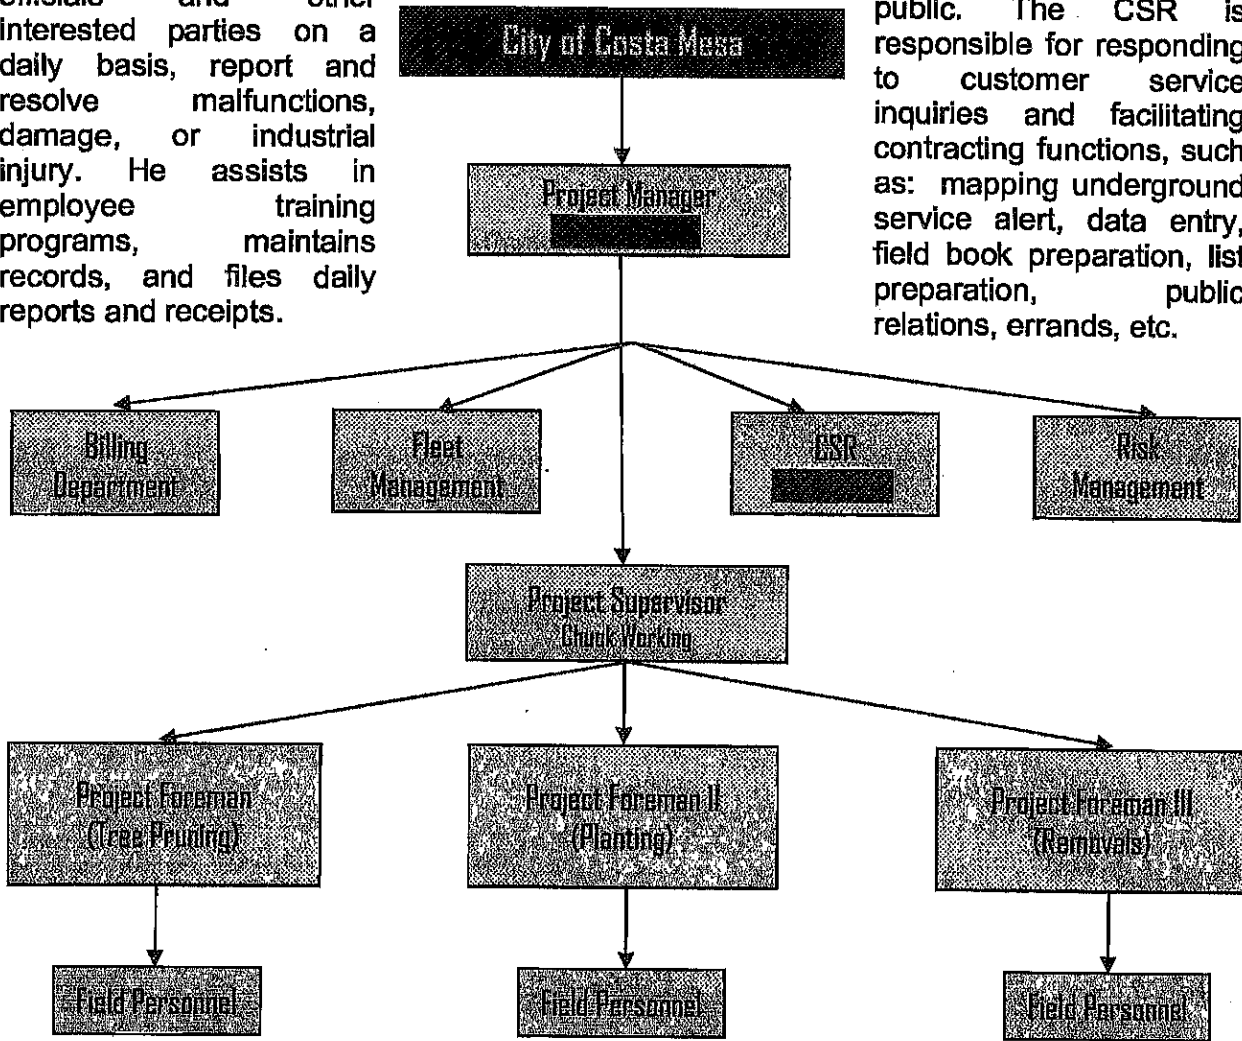 officials and other
interested parties on a
daily basis, report and
resolve malfunctions,
damage, or industrial
injury. He assists in
employee training
programs, maintains
records, and files daily
reports and receipts.
public. The CSR is
responsible for responding
to customer service
inquiries and facilitating
contracting functions, such
as: mapping underground
service alert, data entry,
field book preparation, list
preparation, public
relations, errands, etc.
City of Costa Mesa
Project Manager
Billing
Department
Fleet
Management
CSR
Risk
Management
Project Supervisor
Chuck Working
Project Foreman
(Tree Pruning)
Project Foreman II
(Planting)
Project Foreman III
(Removals)
Field Personnel
Field Personnel
Field Personnel